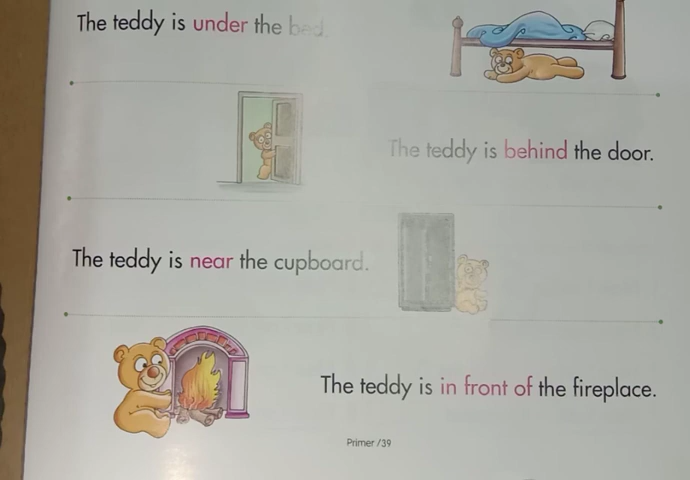 The teddy is under the bed.
The teddy is behind the door.
The teddy is near the cupboard.
The teddy is in front of the fireplace.
Primer /39